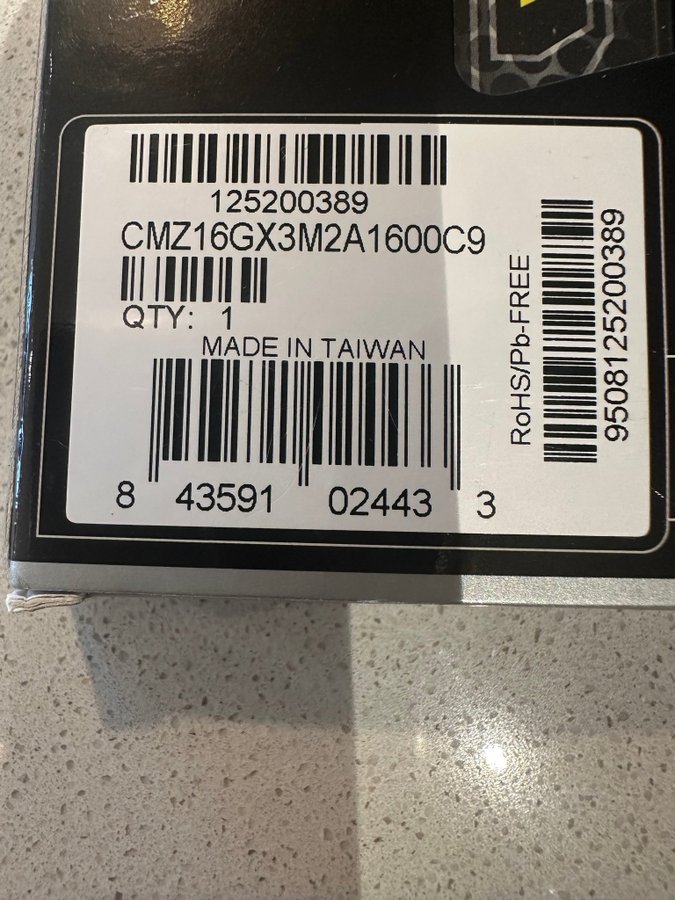 125200389
CMZ16GX3M2A1600C9
QTY: 1
MADE IN TAIWAN
8 43591 02443 3
RoHS/Pb-FREE
9508125200389